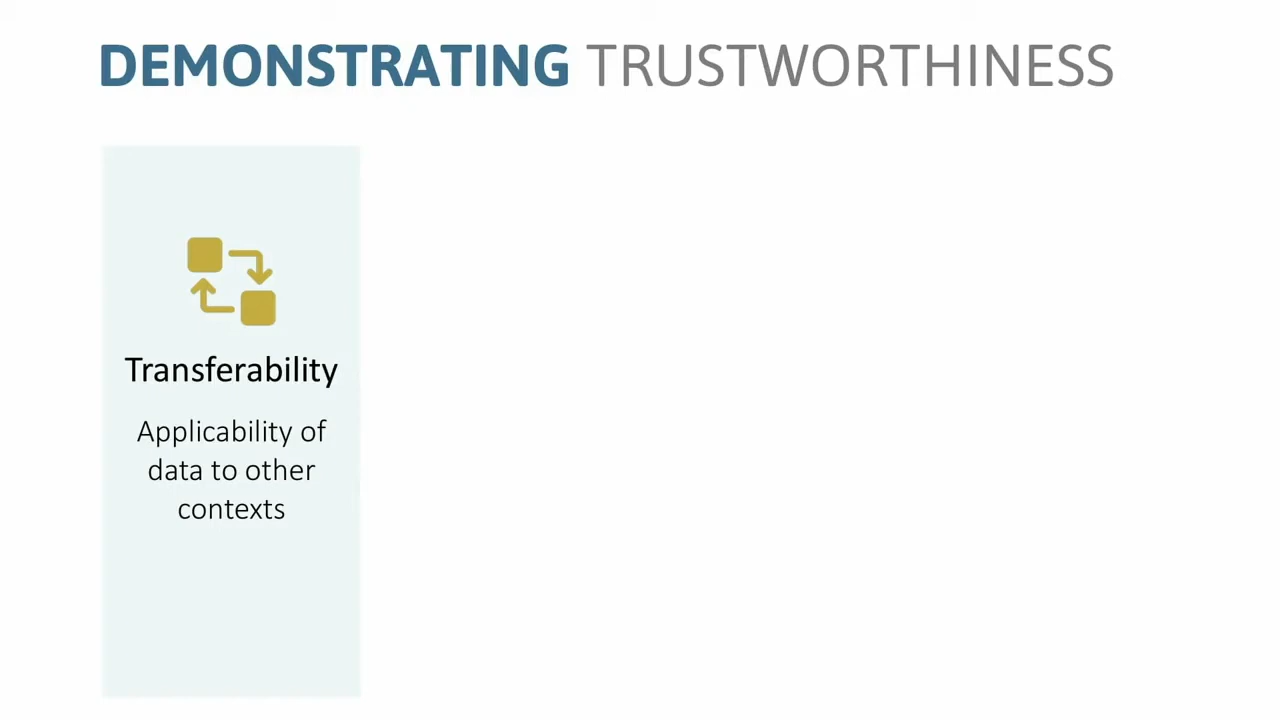 DEMONSTRATING TRUSTWORTHINESS
Transferability
Applicability of
data to other
contexts